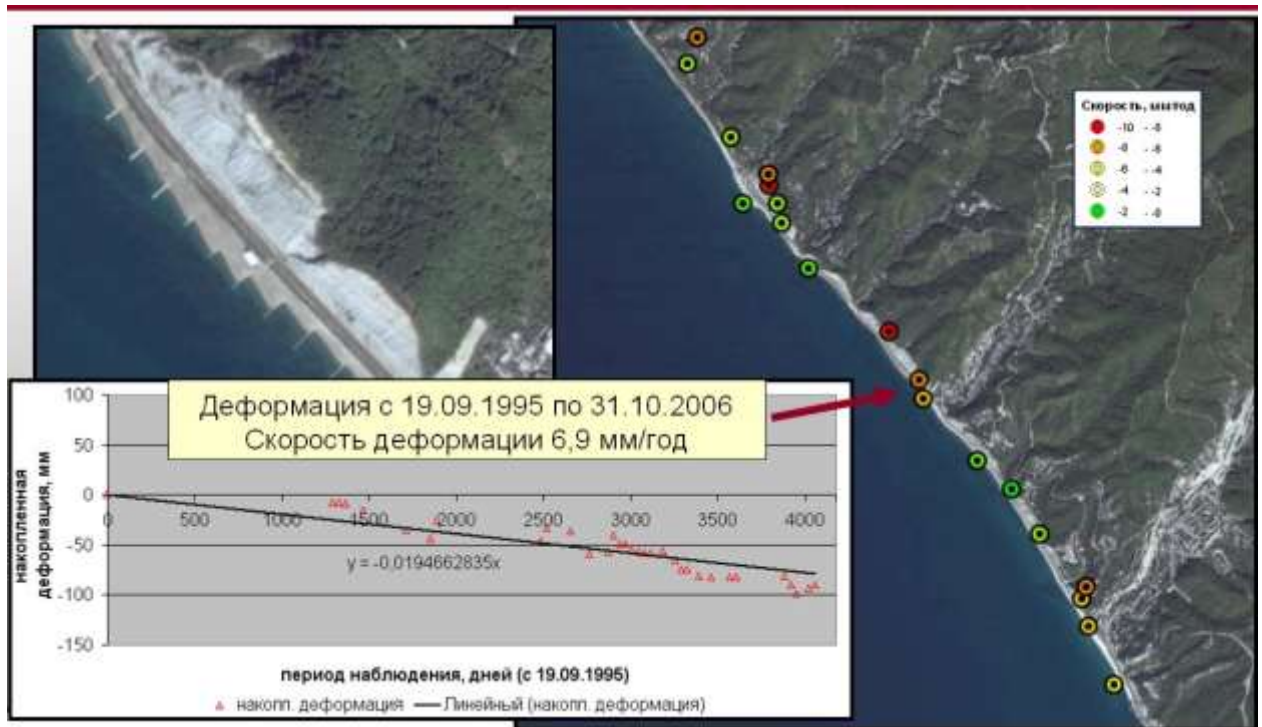 Скорость, мм/год
-10 - -8
-8 - -6
-6 - -4
-4 - -2
-2 - -0
Деформация с 19.09.1995 по 31.10.2006
Скорость деформации 6,9 мм/год
накопленная
деформация, мм
100
50
0
-50
-100
-150
0 500 1000 1500 2000 2500 3000 3500 4000
y = -0,0194662835x
период наблюдения, дней (с 19.09.1995)
накопл. деформация Линейный (накопл. деформация)